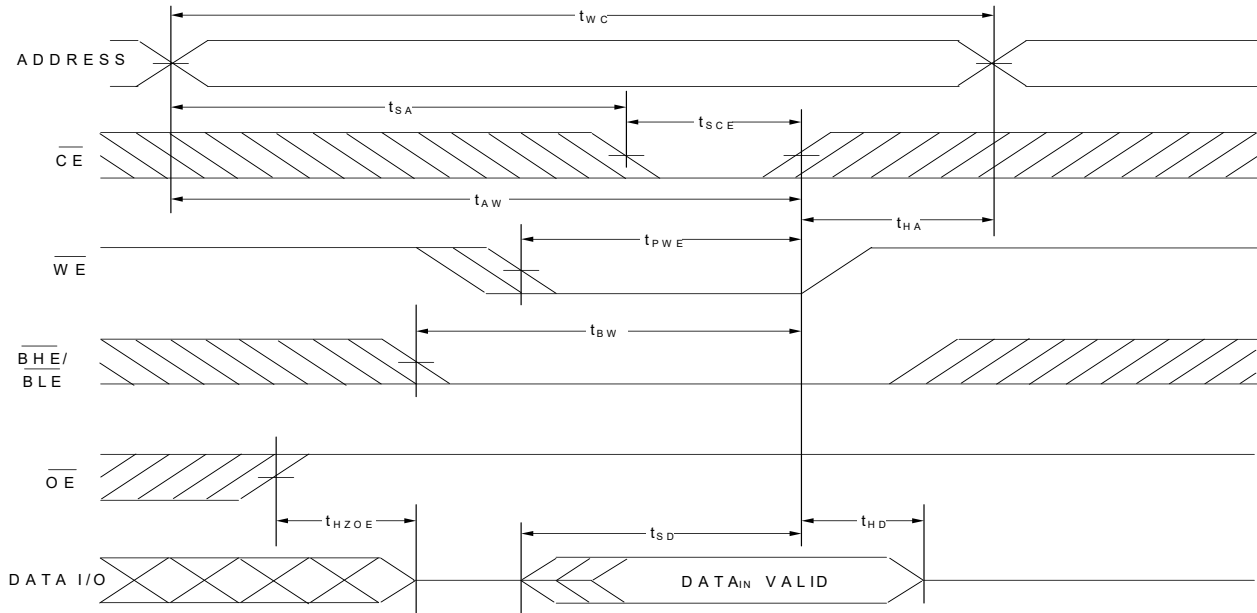 tWC
ADDRESS
tSA
tSCE
CE
tAW
tHA
tPWE
WE
tBW
BHE/
BLE
OE
tHZOE
tSD
tHD
DATA I/O
DATAIN VALID